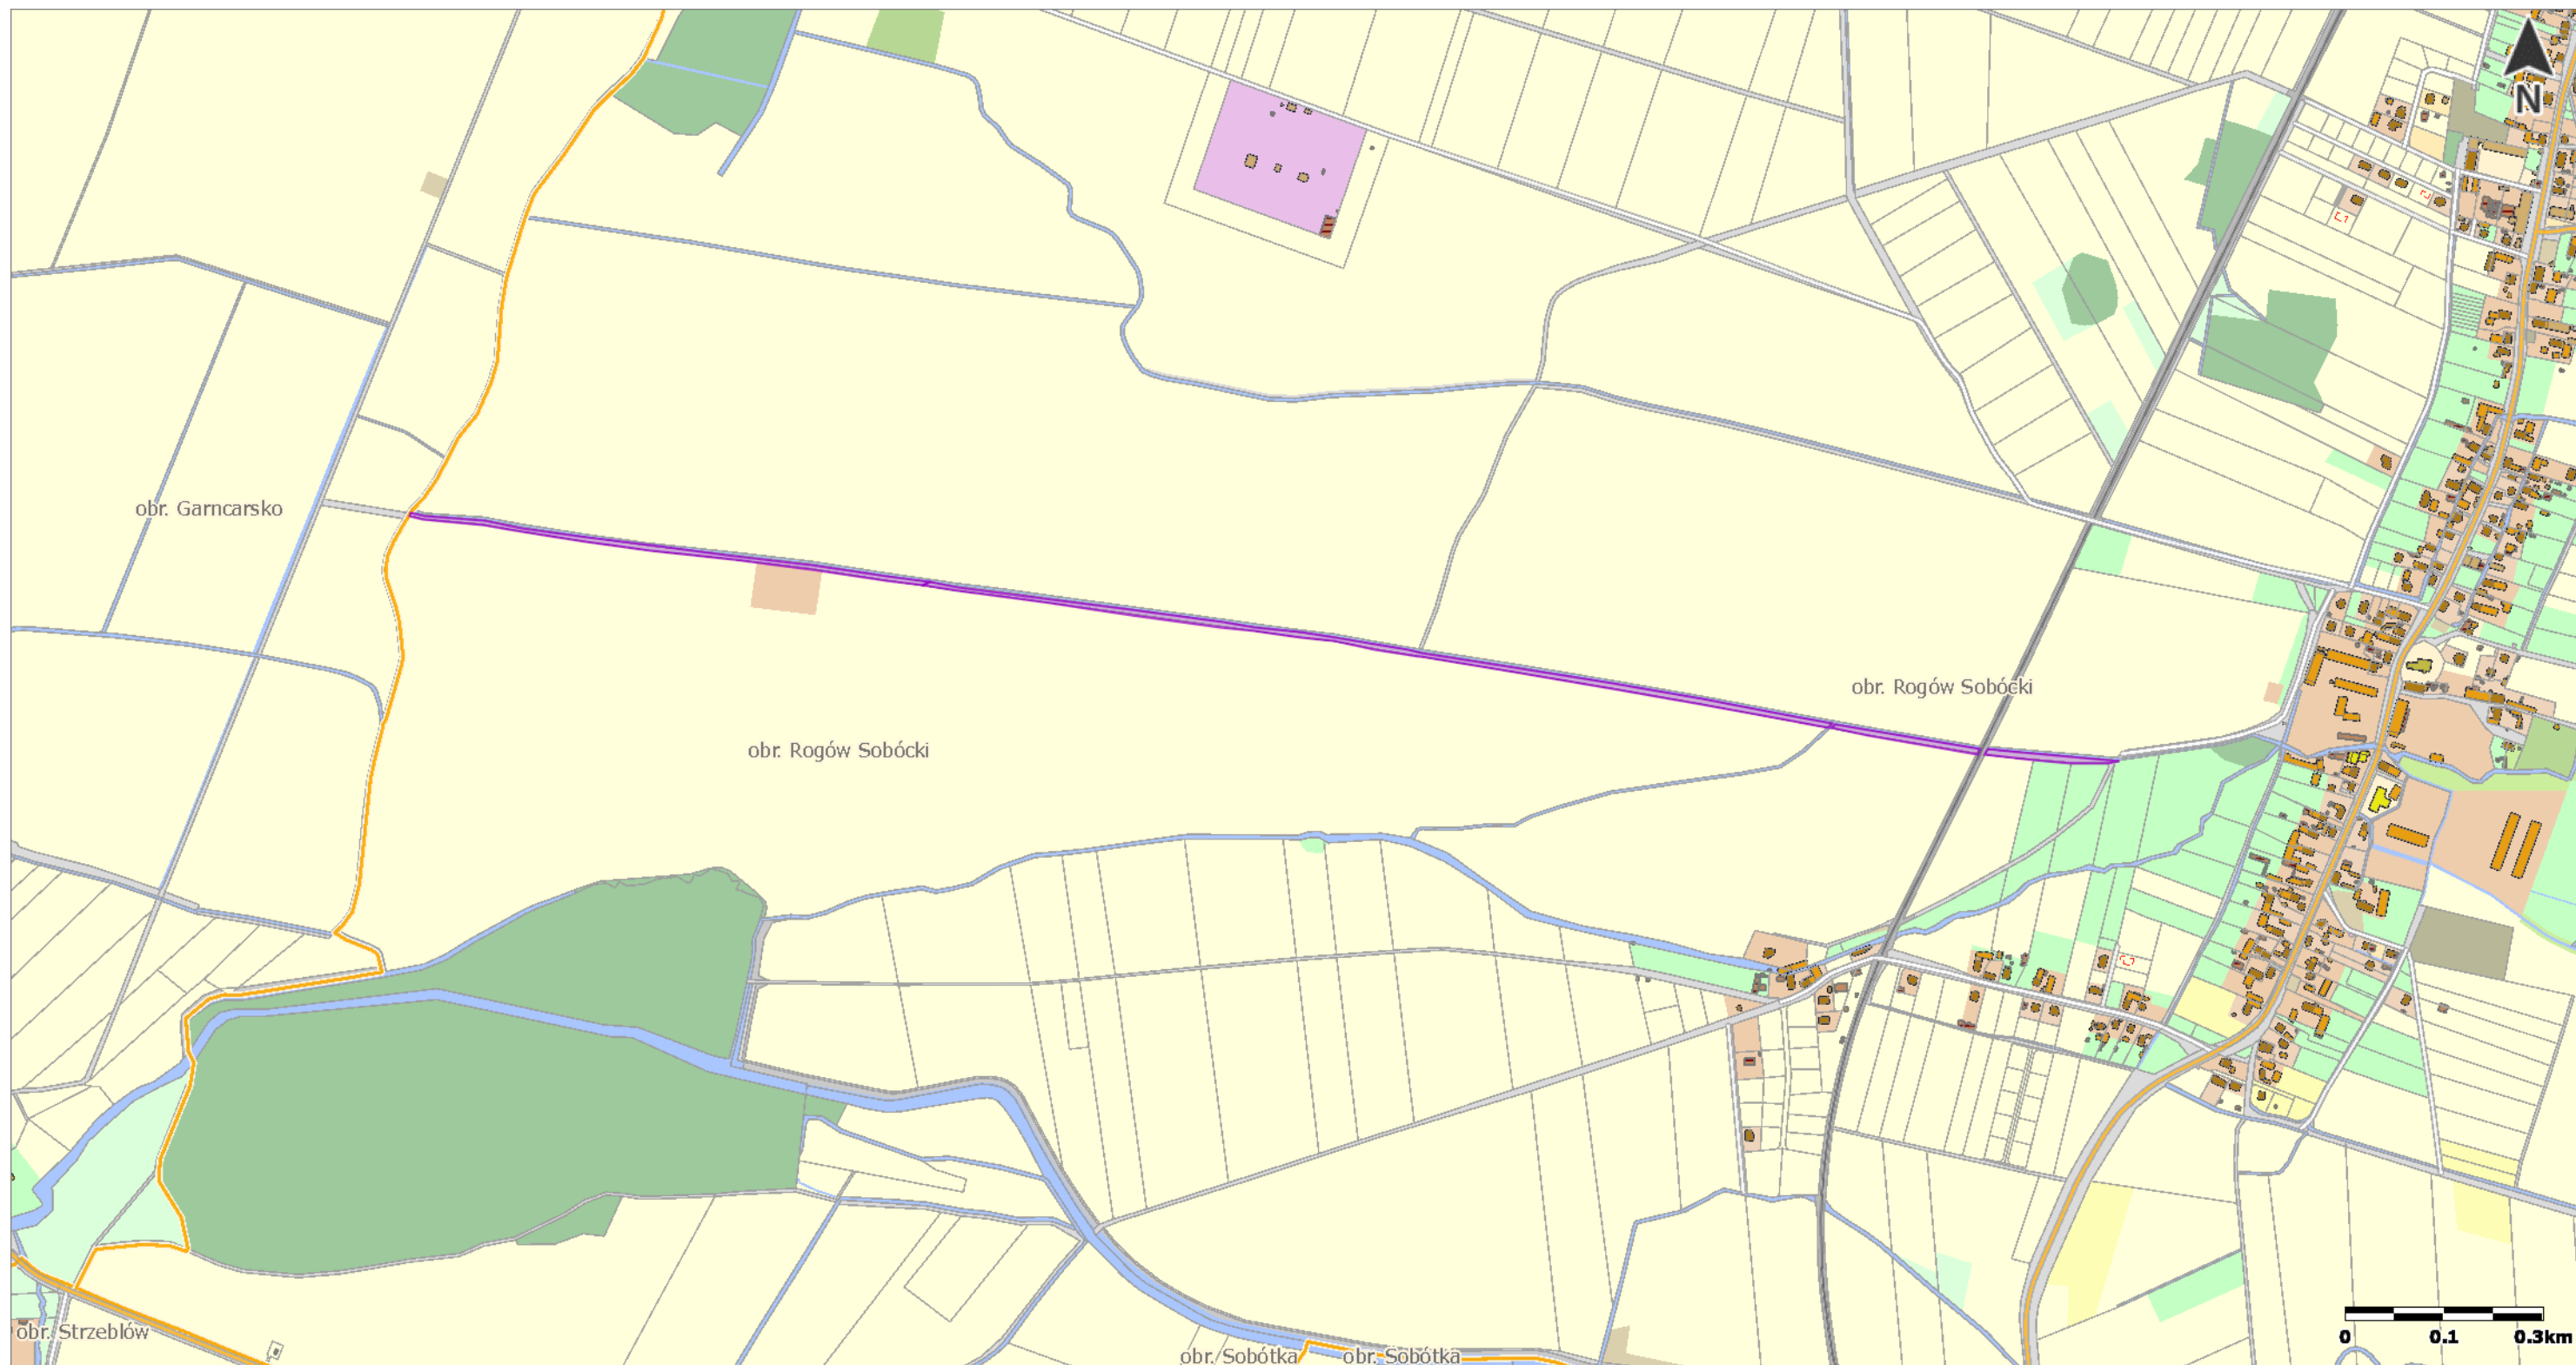 N
obr. Garncarsko
obr. Rogów Sobócki
obr. Rogów Sobócki
obr. Strzeblów
obr. Sobótka
obr. Sobótka
0 0.1 0.3km